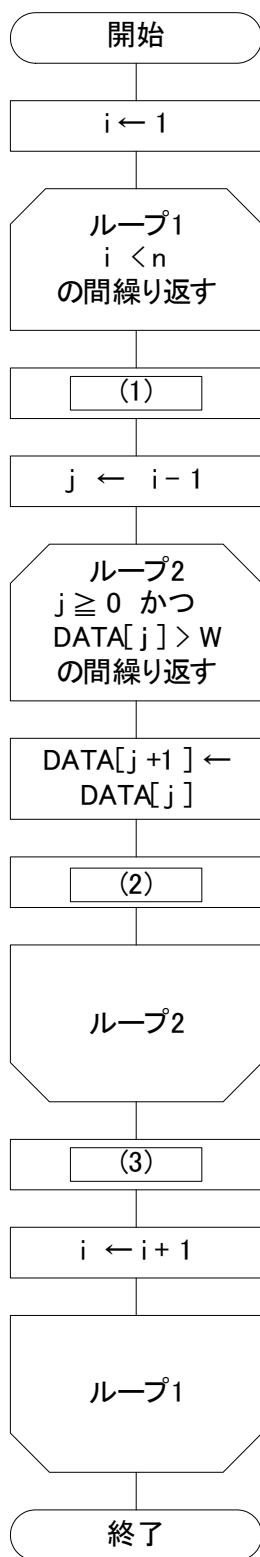 開始
i ← 1
ループ1
i < n
の間繰り返す
(1)
j ← i - 1
ループ2
j ≧ 0 かつ
DATA[ j ] > W
の間繰り返す
DATA[j +1 ] ←
DATA[ j ]
(2)
ループ2
(3)
i ← i + 1
ループ1
終了